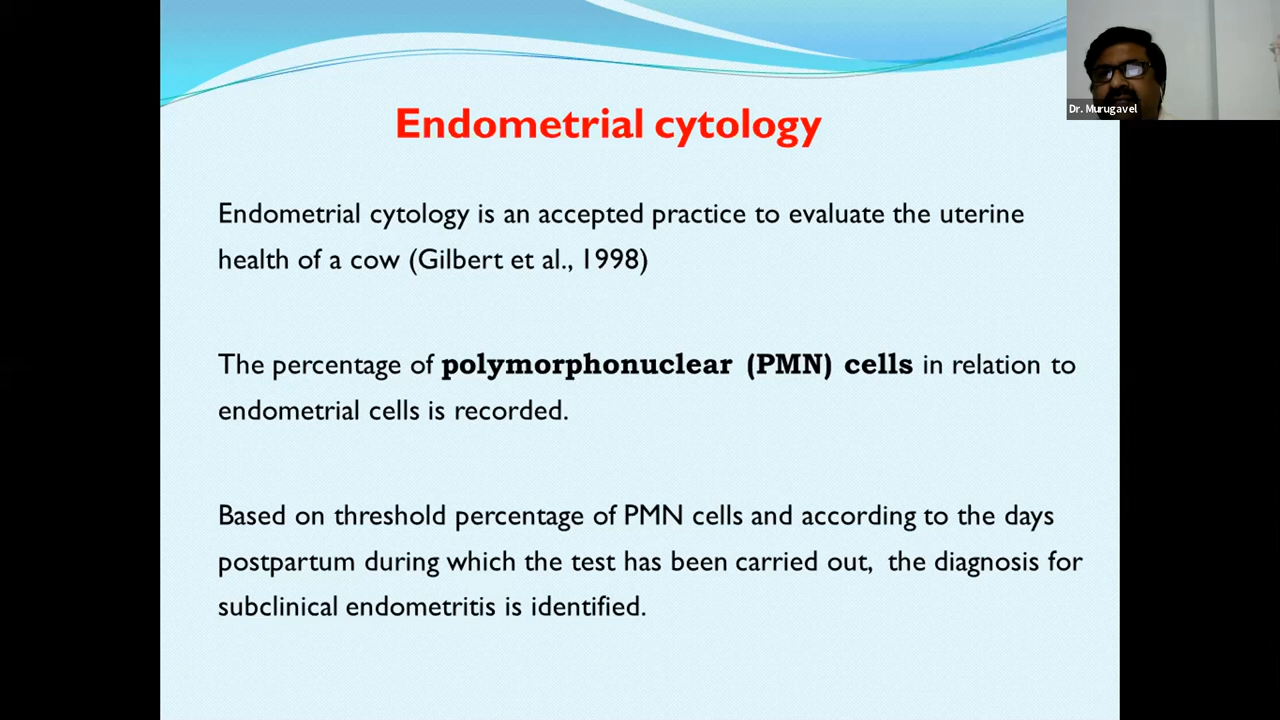 Endometrial cytology
Dr. Murugavel
Endometrial cytology is an accepted practice to evaluate the uterine
health of a cow (Gilbert et al., 1998)
The percentage of polymorphonuclear (PMN) cells in relation to
endometrial cells is recorded.
Based on threshold percentage of PMN cells and according to the days
postpartum during which the test has been carried out, the diagnosis for
subclinical endometritis is identified.